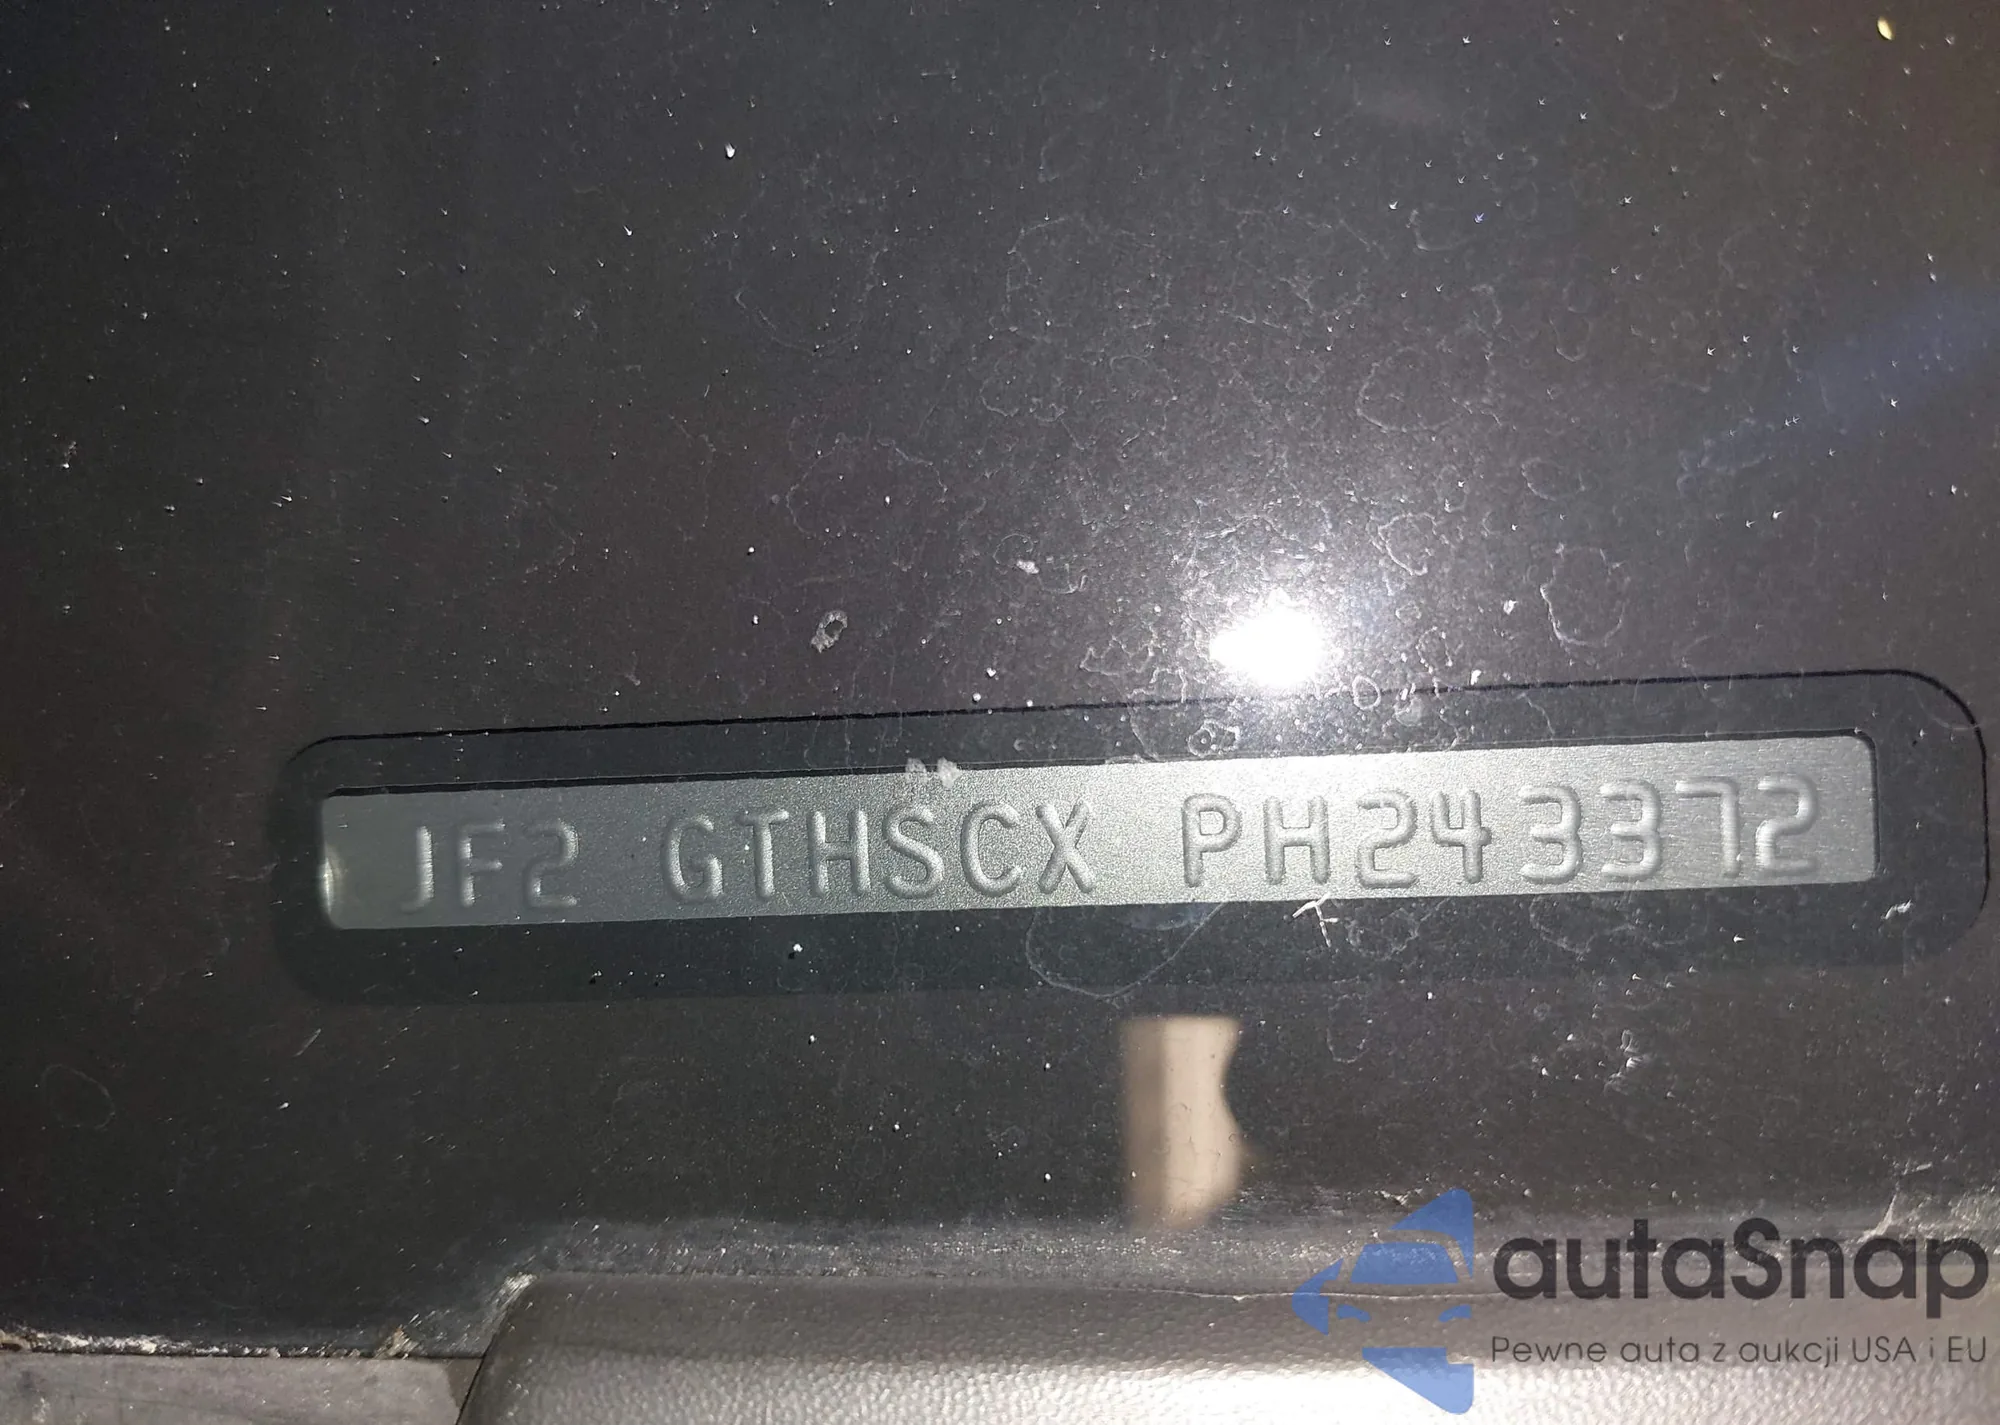 JF2 GTHSCX PH243372
autaSnap
Pewne auta z aukcji USA i EU